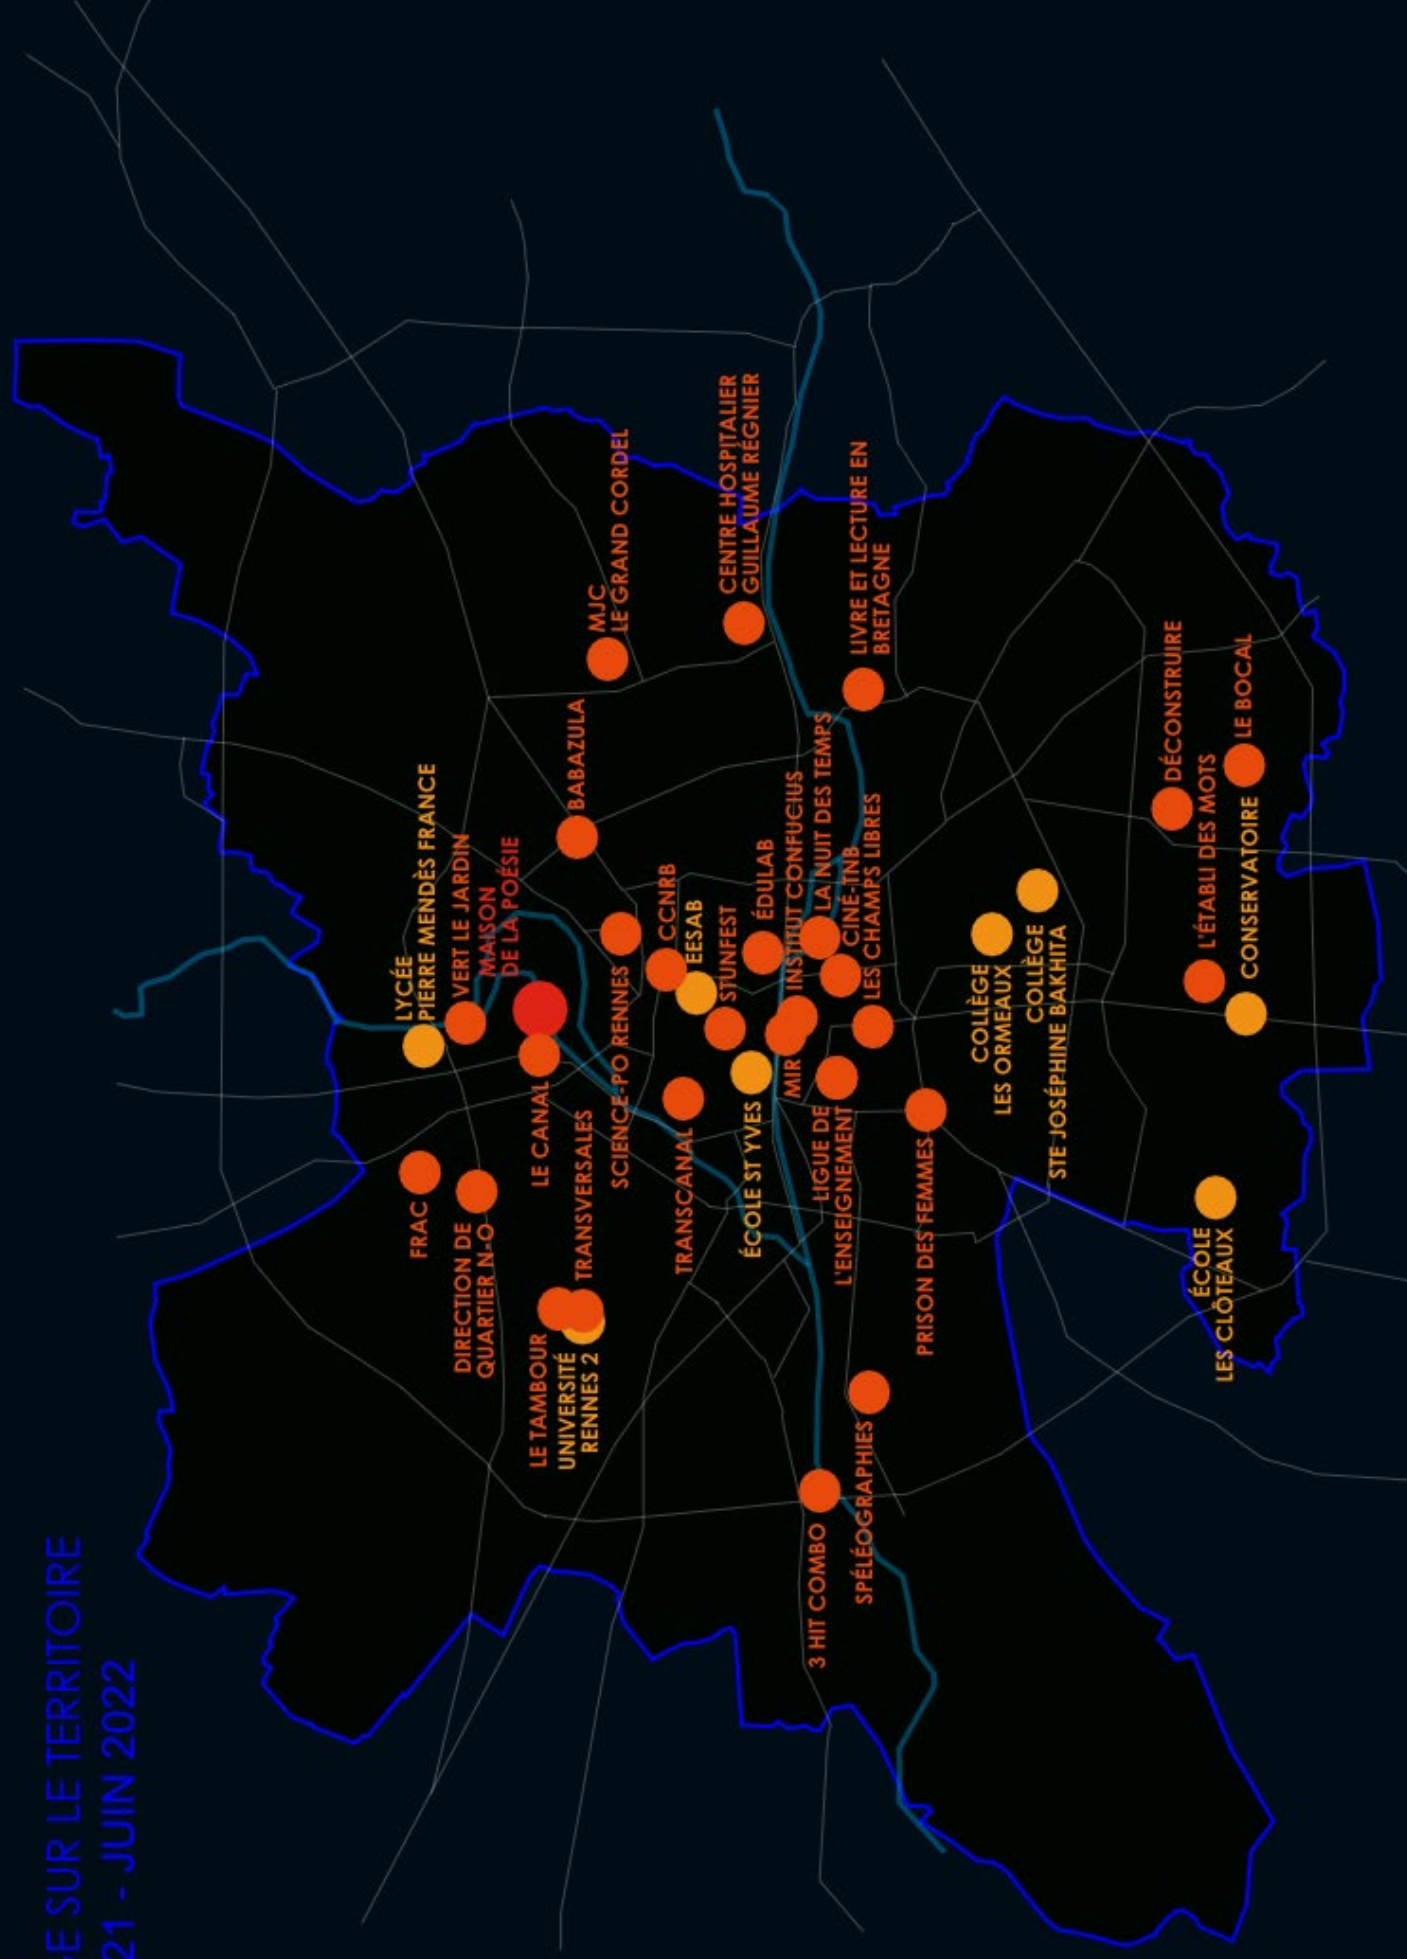 E SUR LE TERRITOIRE
21 - JUIN 2022
LYCÉE
PIERRE MENDÈS FRANCE
VERT LE JARDIN
MAISON
DE LA POÉSIE
FRAC
DIRECTION DE
QUARTIER N-O
LE CANAL
BABAZULA
MJC
LE GRAND CORDEL
LE TAMBOUR
UNIVERSITÉ
RENNES 2
TRANSVERSALES
SCIENCE-PO RENNES
CCNRB
EESAB
STUNFEST
TRANSCANAL
CENTRE HOSPITALIER
GUILLAUME RÉGNIER
ÉCOLE ST YVES
ÉDULAB
MIR
INSTITUT CONFUCIUS
LA NUIT DES TEMPS
CINÉ-TNB
LES CHAMPS LIBRES
LIVRE ET LECTURE EN
BRETAGNE
3 HIT COMBO
SPÉLÉOGRAPHIES
LIGUE DE
L'ENSEIGNEMENT
PRISON DES FEMMES
COLLÈGE
LES ORMEAUX
COLLÈGE
STE JOSÉPHINE BAKHITA
DÉCONSTRUIRE
L'ÉTABLI DES MOTS
LE BOCAL
CONSERVATOIRE
ÉCOLE
LES CLÔTEAUX